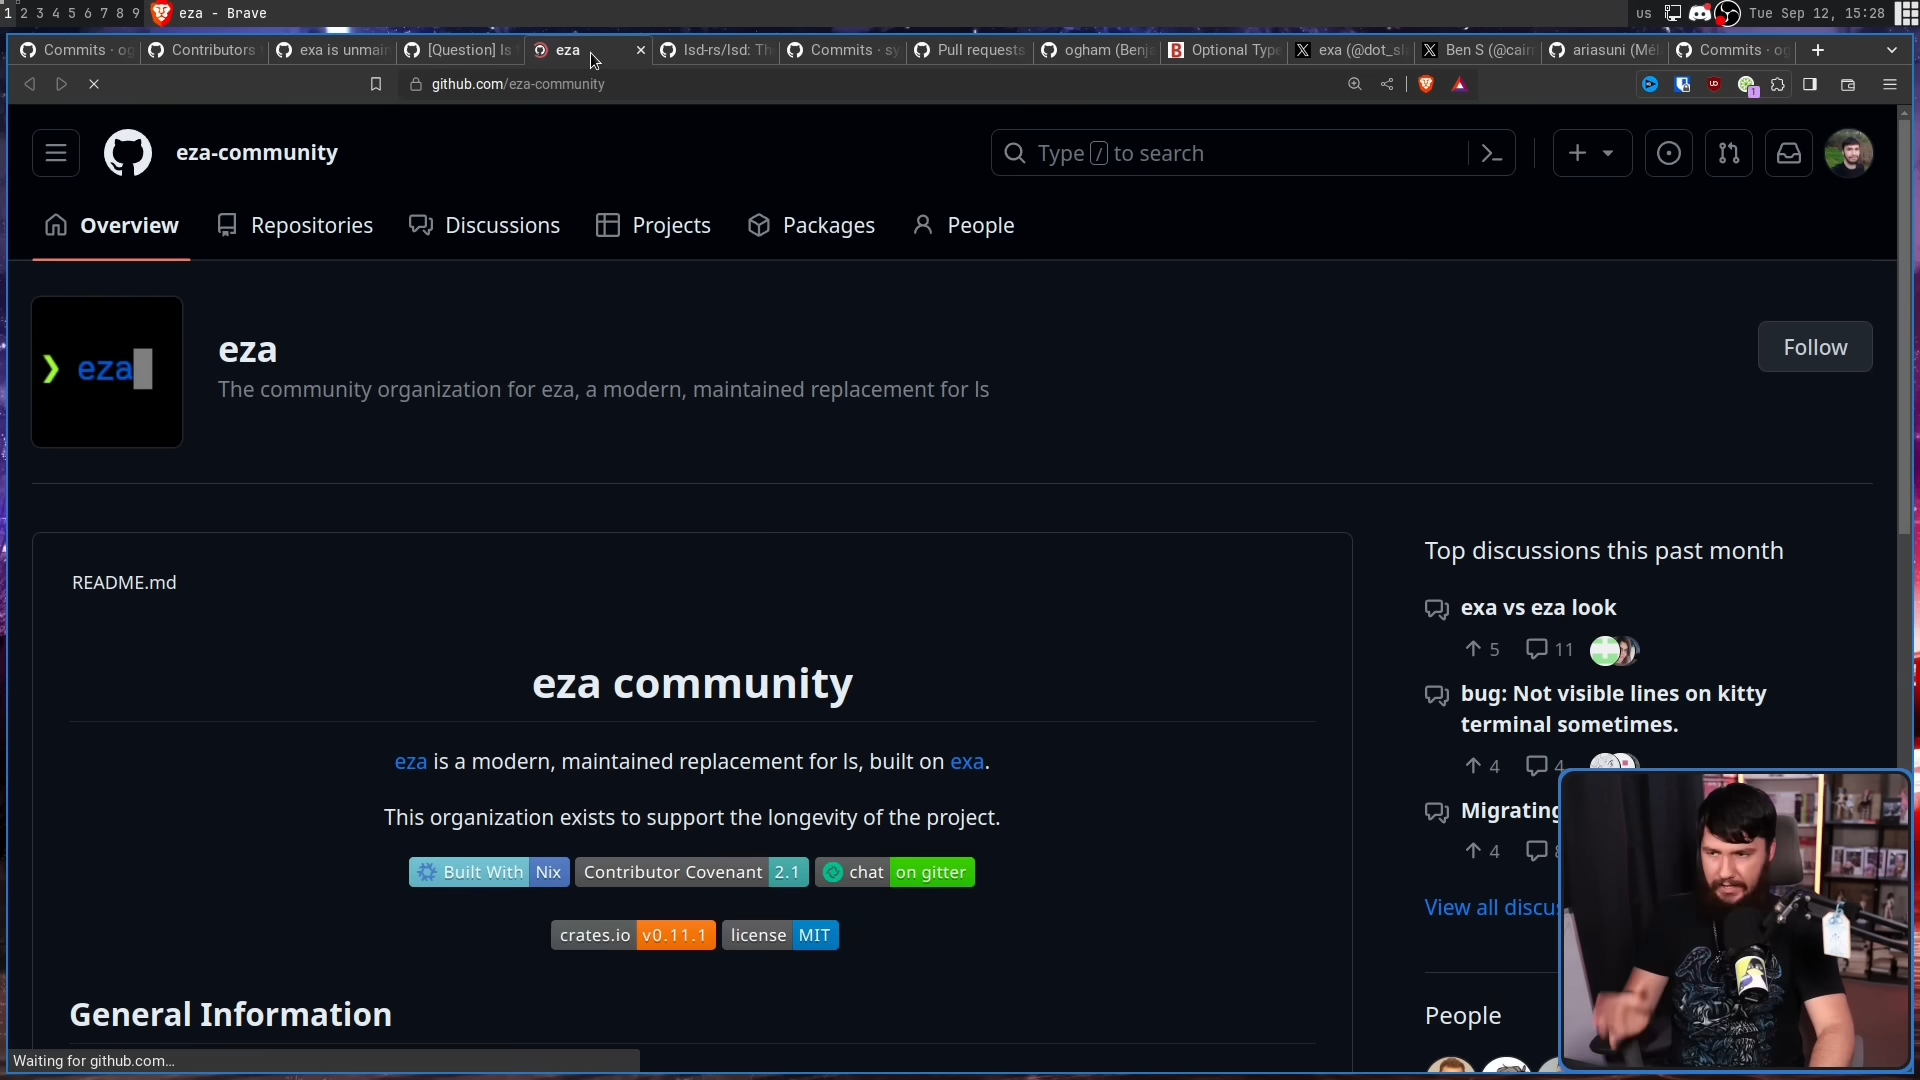 1 2 3 4 5 6 7 8 9 eza - Brave us Tue Sep 12, 15:28
Commits · og Contributors exa is unmain [Question] Is eza lsd-rs/lsd: Th Commits · sy Pull requests ogham (Benj Optional Type exa (@dot_sl Ben S (@cair ariasuni (Mél Commits · og
github.com/eza-community
eza-community
Type / to search
Overview Repositories Discussions Projects Packages People
eza
eza
Follow
The community organization for eza, a modern, maintained replacement for ls
README.md
eza community
eza is a modern, maintained replacement for ls, built on exa.
This organization exists to support the longevity of the project.
Built With Nix Contributor Covenant 2.1 chat on gitter
crates.io v0.11.1 license MIT
General Information
Top discussions this past month
exa vs eza look
5 11
bug: Not visible lines on kitty
terminal sometimes.
4 4
Migrating
4
View all discus
People
Waiting for github.com...